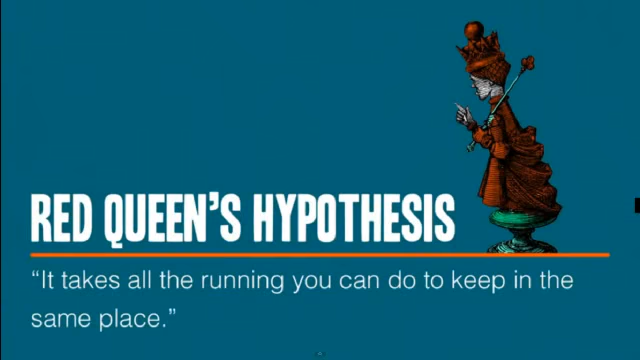 RED QUEEN'S HYPOTHESIS
“It takes all the running you can do to keep in the
same place.”